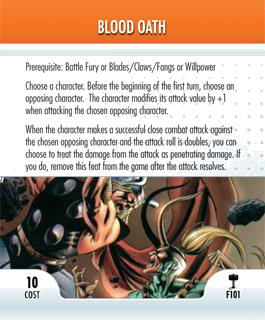 BLOOD OATH
Prerequisite: Battle Fury or Blades/Claws/Fangs or Willpower
Choose a character. Before the beginning of the first turn, choose an
opposing character. The character modifies its attack value by +1
when attacking the chosen opposing character.
When the character makes a successful close combat attack against
the chosen opposing character and the attack roll is doubles, you can
choose to treat the damage from the attack as penetrating damage. If
you do, remove this feat from the game after the attack resolves.
10
COST
F101